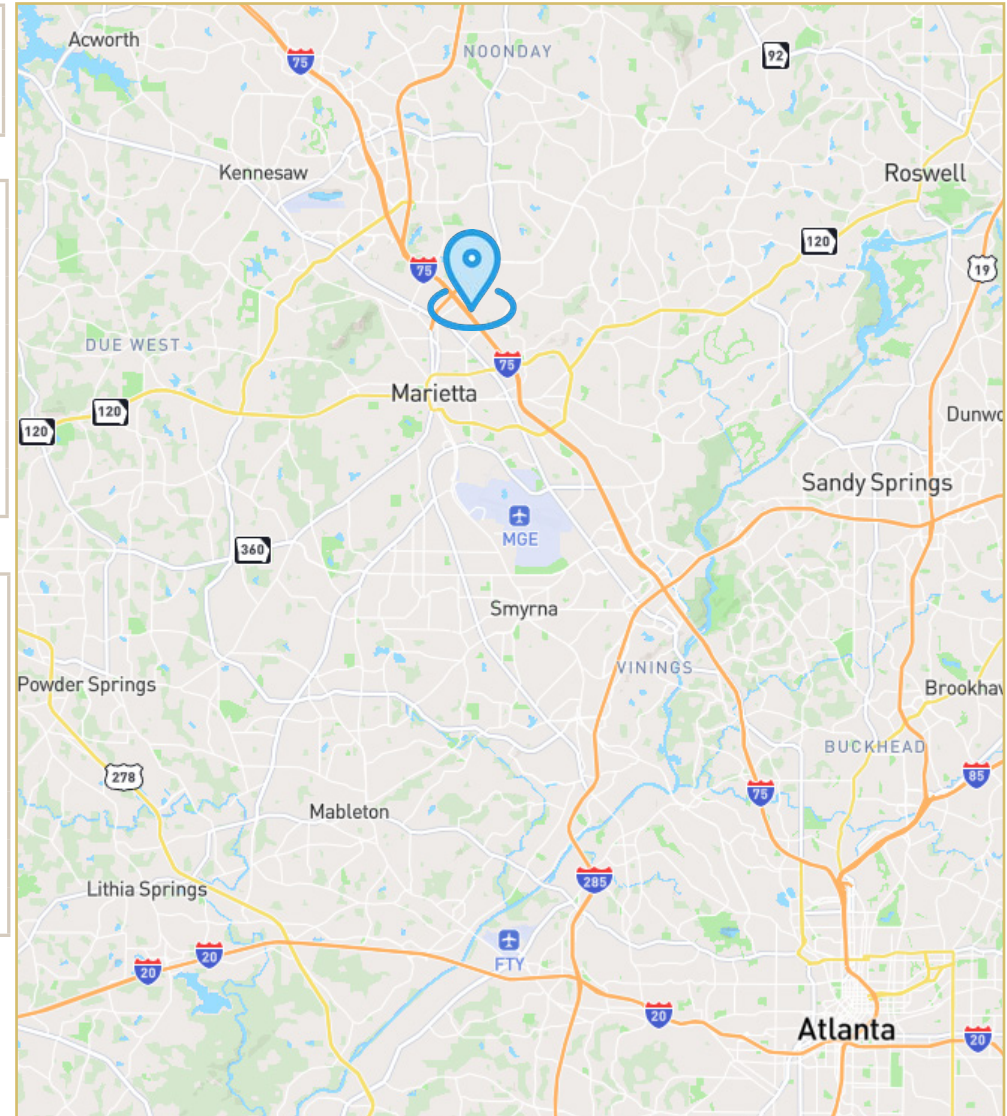 Acworth
NOONDAY
92
75
Kennesaw
Roswell
120
75
19
DUE WEST
75
Marietta
120
120
Dunwo
Sandy Springs
MGE
360
Smyrna
VININGS
Powder Springs
Brookhav
BUCKHEAD
278
85
75
Mableton
285
Lithia Springs
FTY
20
20
20
Atlanta
20